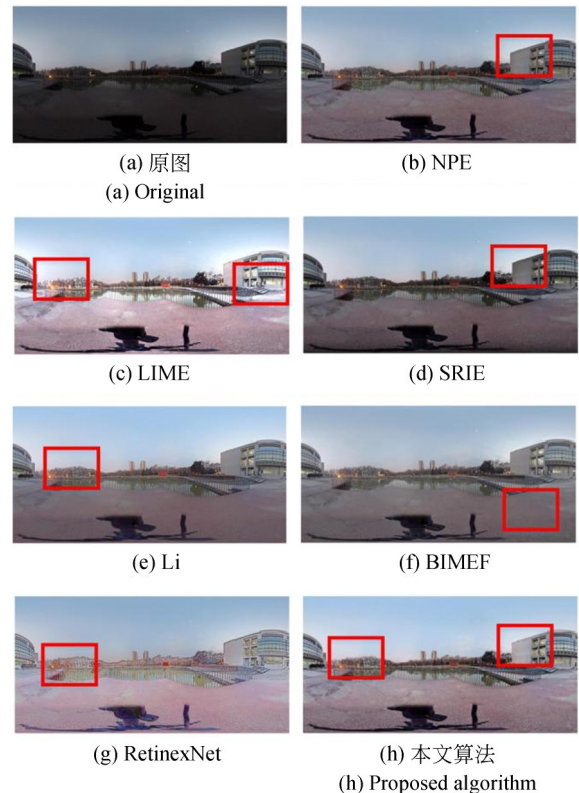 (a) 原图
(a) Original
(b) NPE
(c) LIME
(d) SRIE
(e) Li
(f) BIMEF
(g) RetinexNet
(h) 本文算法
(h) Proposed algorithm